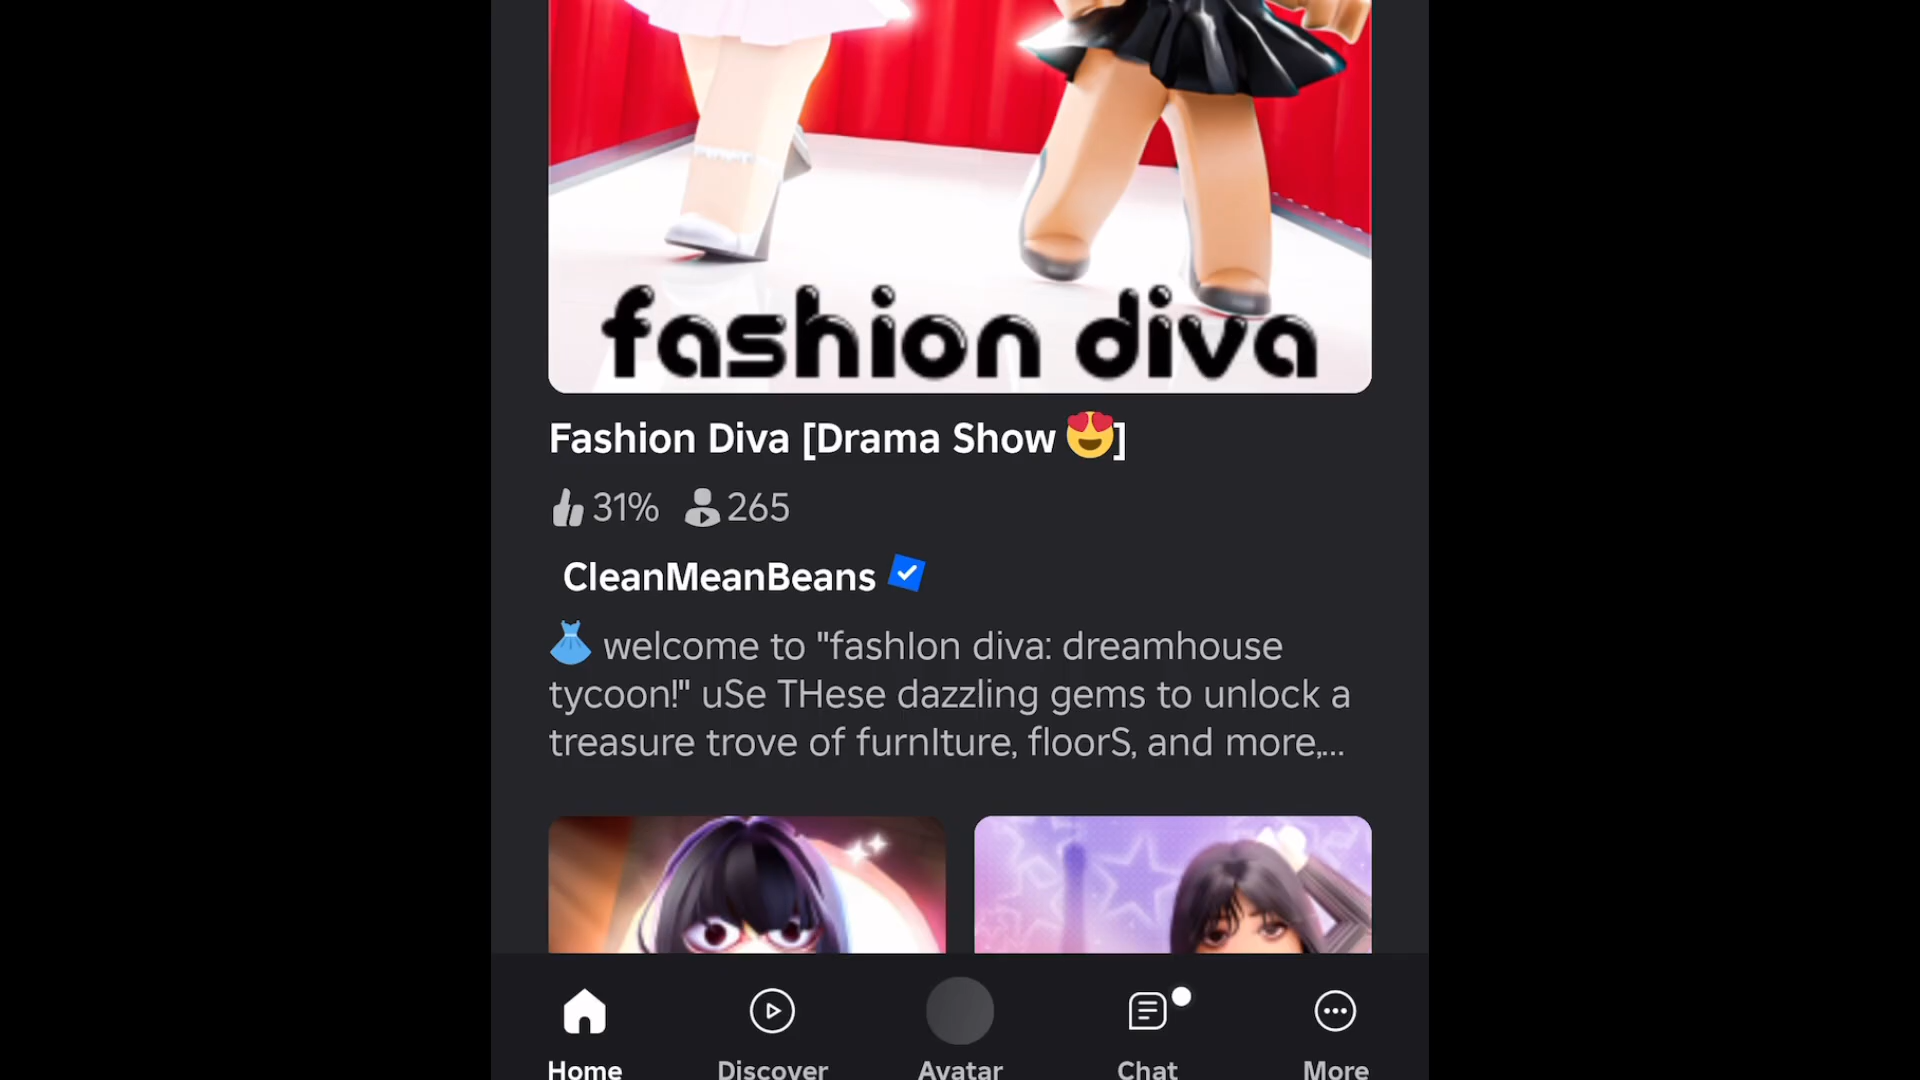 fashion diva
Fashion Diva [Drama Show 😍]
31% 265
CleanMeanBeans
👗 welcome to "fashIon diva: dreamhouse
tycoon!" uSe THese dazzling gems to unlock a
treasure trove of furnIture, floorS, and more,...
Home Discover Avatar Chat More